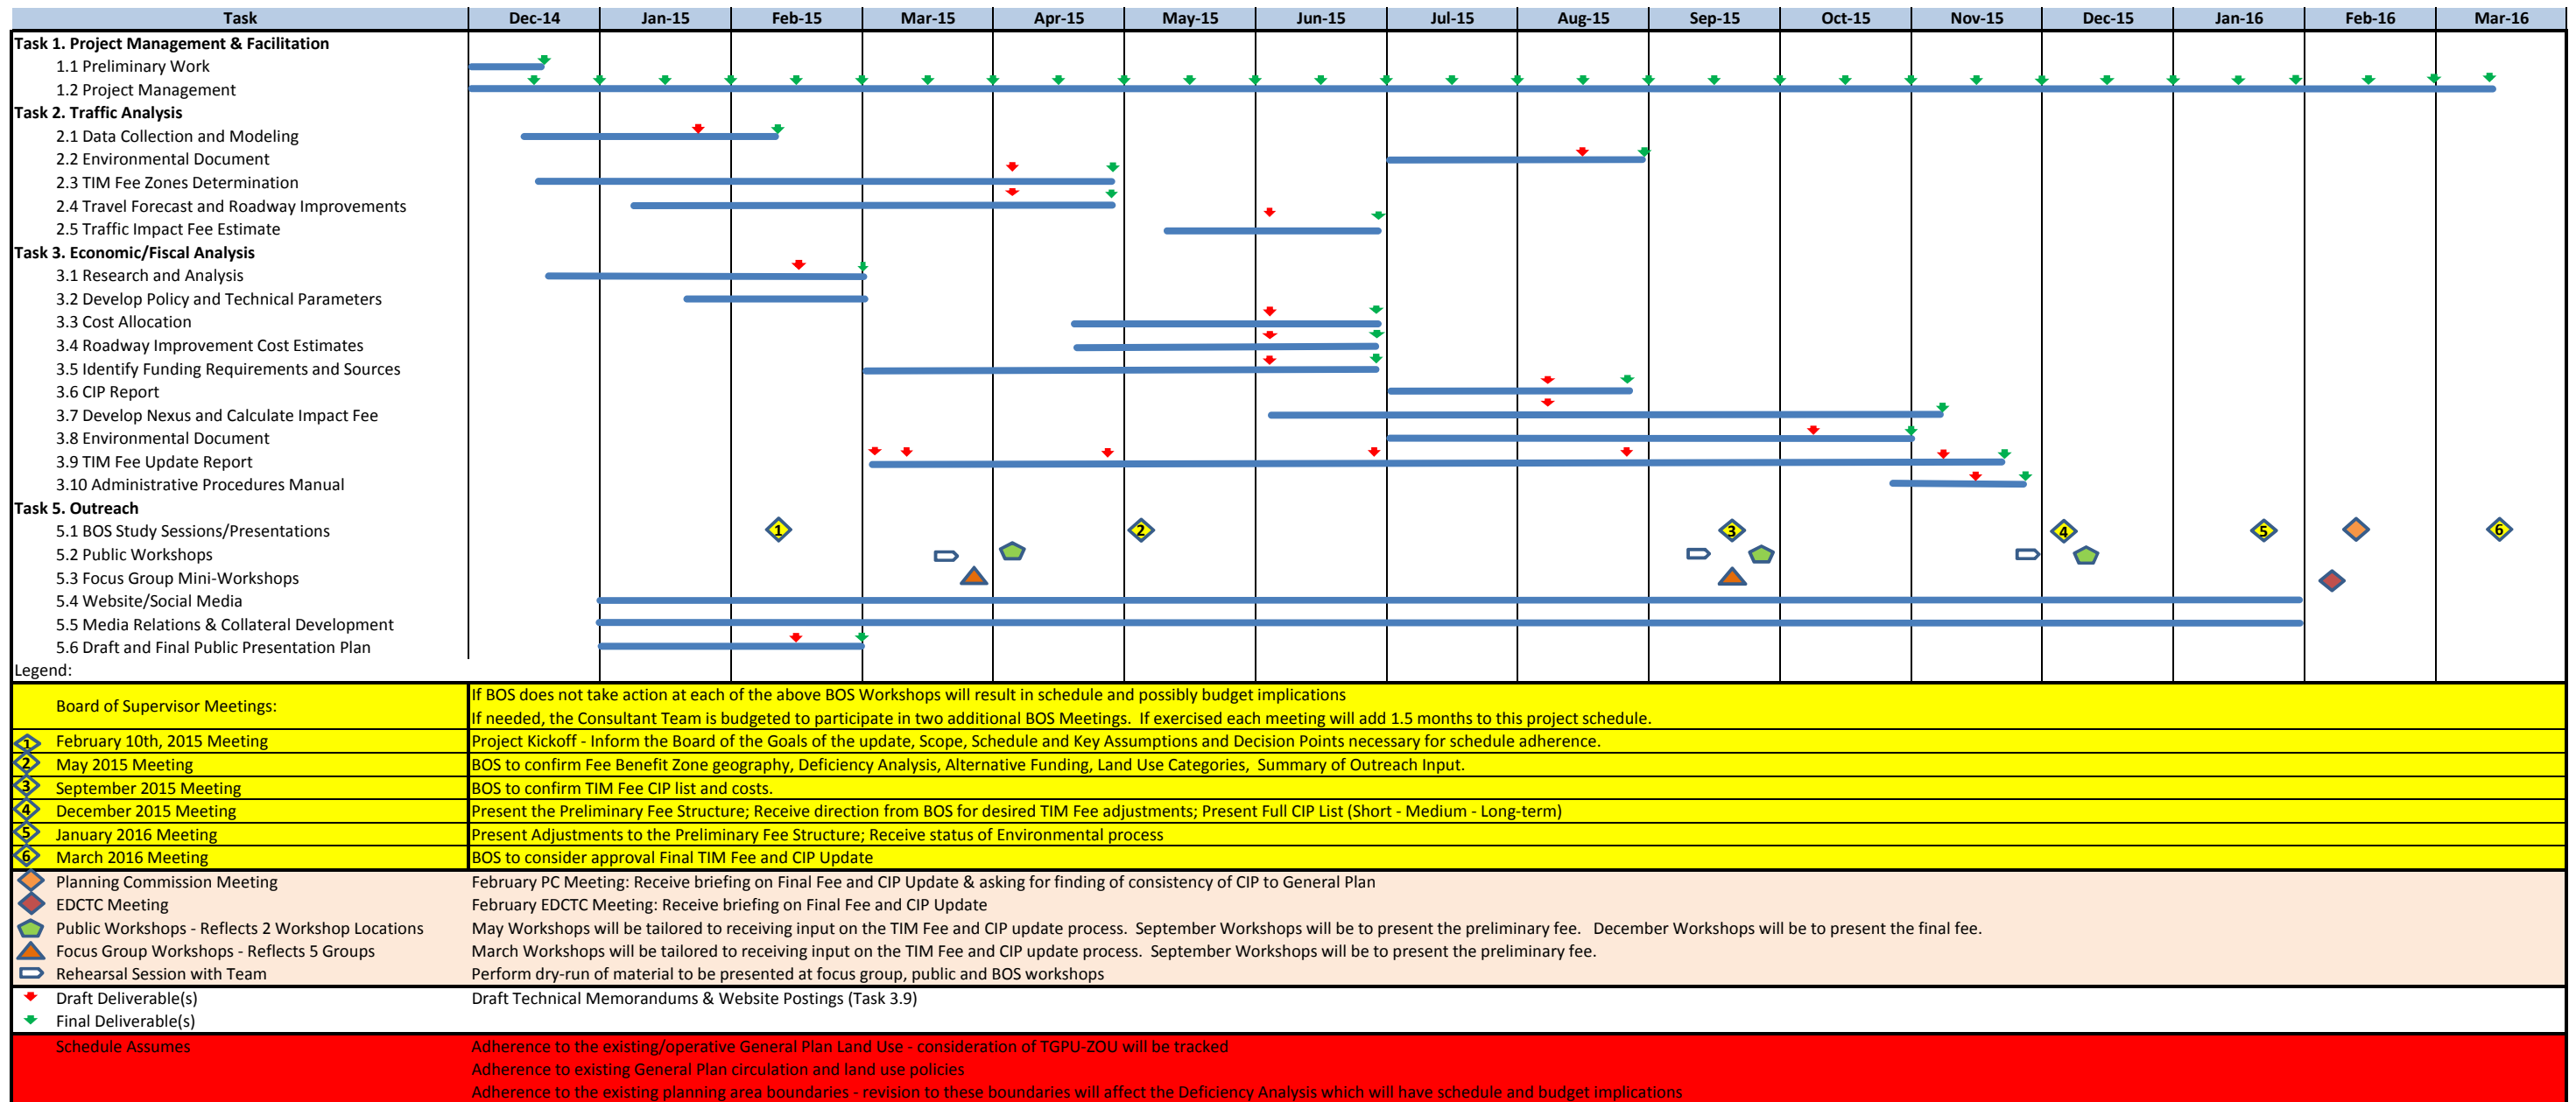 Task Dec-14 Jan-15 Feb-15 Mar-15 Apr-15 May-15 Jun-15 Jul-15 Aug-15 Sep-15 Oct-15 Nov-15 Dec-15 Jan-16 Feb-16 Mar-16
Task 1. Project Management & Facilitation
1.1 Preliminary Work
1.2 Project Management
Task 2. Traffic Analysis
2.1 Data Collection and Modeling
2.2 Environmental Document
2.3 TIM Fee Zones Determination
2.4 Travel Forecast and Roadway Improvements
2.5 Traffic Impact Fee Estimate
Task 3. Economic/Fiscal Analysis
3.1 Research and Analysis
3.2 Develop Policy and Technical Parameters
3.3 Cost Allocation
3.4 Roadway Improvement Cost Estimates
3.5 Identify Funding Requirements and Sources
3.6 CIP Report
3.7 Develop Nexus and Calculate Impact Fee
3.8 Environmental Document
3.9 TIM Fee Update Report
3.10 Administrative Procedures Manual
Task 5. Outreach
5.1 BOS Study Sessions/Presentations 1 2 3 4 5 6
5.2 Public Workshops
5.3 Focus Group Mini-Workshops
5.4 Website/Social Media
5.5 Media Relations & Collateral Development
5.6 Draft and Final Public Presentation Plan
Legend:
Board of Supervisor Meetings:
If BOS does not take action at each of the above BOS Workshops will result in schedule and possibly budget implications
If needed, the Consultant Team is budgeted to participate in two additional BOS Meetings. If exercised each meeting will add 1.5 months to this project schedule.
1 February 10th, 2015 Meeting Project Kickoff - Inform the Board of the Goals of the update, Scope, Schedule and Key Assumptions and Decision Points necessary for schedule adherence.
2 May 2015 Meeting BOS to confirm Fee Benefit Zone geography, Deficiency Analysis, Alternative Funding, Land Use Categories, Summary of Outreach Input.
3 September 2015 Meeting BOS to confirm TIM Fee CIP list and costs.
4 December 2015 Meeting Present the Preliminary Fee Structure; Receive direction from BOS for desired TIM Fee adjustments; Present Full CIP List (Short - Medium - Long-term)
5 January 2016 Meeting Present Adjustments to the Preliminary Fee Structure; Receive status of Environmental process
6 March 2016 Meeting BOS to consider approval Final TIM Fee and CIP Update
Planning Commission Meeting February PC Meeting: Receive briefing on Final Fee and CIP Update & asking for finding of consistency of CIP to General Plan
EDCTC Meeting February EDCTC Meeting: Receive briefing on Final Fee and CIP Update
Public Workshops - Reflects 2 Workshop Locations May Workshops will be tailored to receiving input on the TIM Fee and CIP update process. September Workshops will be to present the preliminary fee. December Workshops will be to present the final fee.
Focus Group Workshops - Reflects 5 Groups March Workshops will be tailored to receiving input on the TIM Fee and CIP update process. September Workshops will be to present the preliminary fee.
Rehearsal Session with Team Perform dry-run of material to be presented at focus group, public and BOS workshops
Draft Deliverable(s) Draft Technical Memorandums & Website Postings (Task 3.9)
Final Deliverable(s)
Schedule Assumes Adherence to the existing/operative General Plan Land Use - consideration of TGPU-ZOU will be tracked
Adherence to existing General Plan circulation and land use policies
Adherence to the existing planning area boundaries - revision to these boundaries will affect the Deficiency Analysis which will have schedule and budget implications